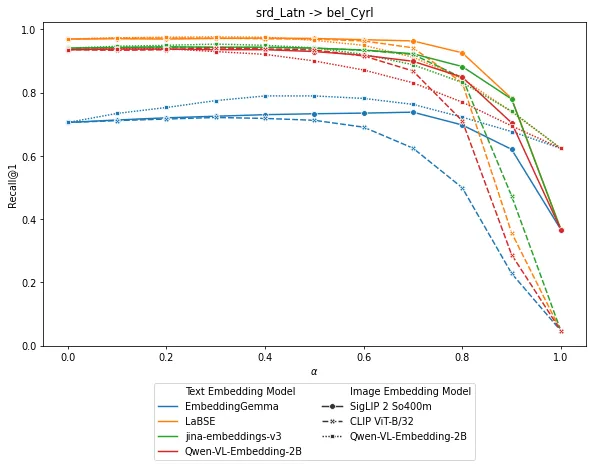 srd_Latn -> bel_Cyrl
Recall@1
1.0
0.8
0.6
0.4
0.2
0.0
0.0 0.2 0.4 0.6 0.8 1.0
α
Text Embedding Model Image Embedding Model
EmbeddingGemma SigLIP 2 So400m
LaBSE CLIP ViT-B/32
jina-embeddings-v3 Qwen-VL-Embedding-2B
Qwen-VL-Embedding-2B